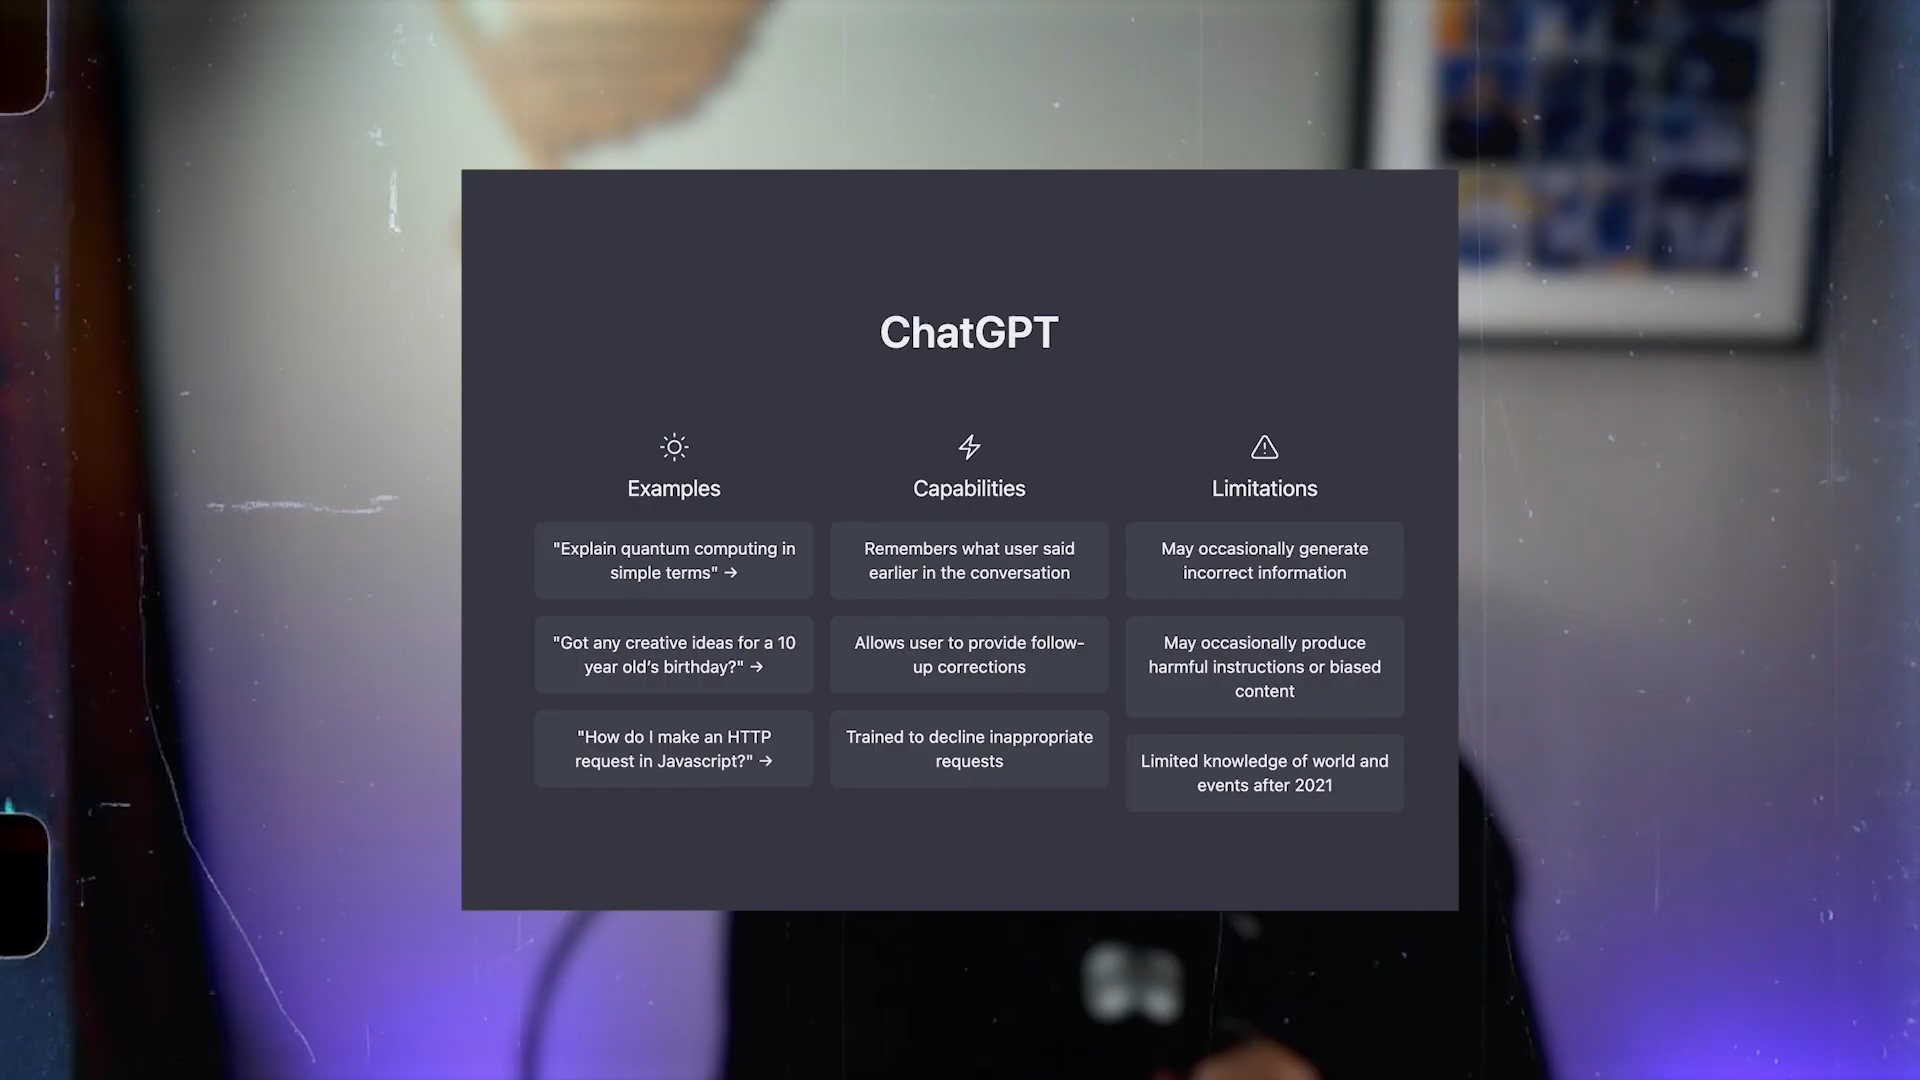 ChatGPT
Examples
"Explain quantum computing in
simple terms" →
"Got any creative ideas for a 10
year old's birthday?" →
"How do I make an HTTP
request in Javascript?" →
Capabilities
Remembers what user said
earlier in the conversation
Allows user to provide follow-
up corrections
Trained to decline inappropriate
requests
Limitations
May occasionally generate
incorrect information
May occasionally produce
harmful instructions or biased
content
Limited knowledge of world and
events after 2021